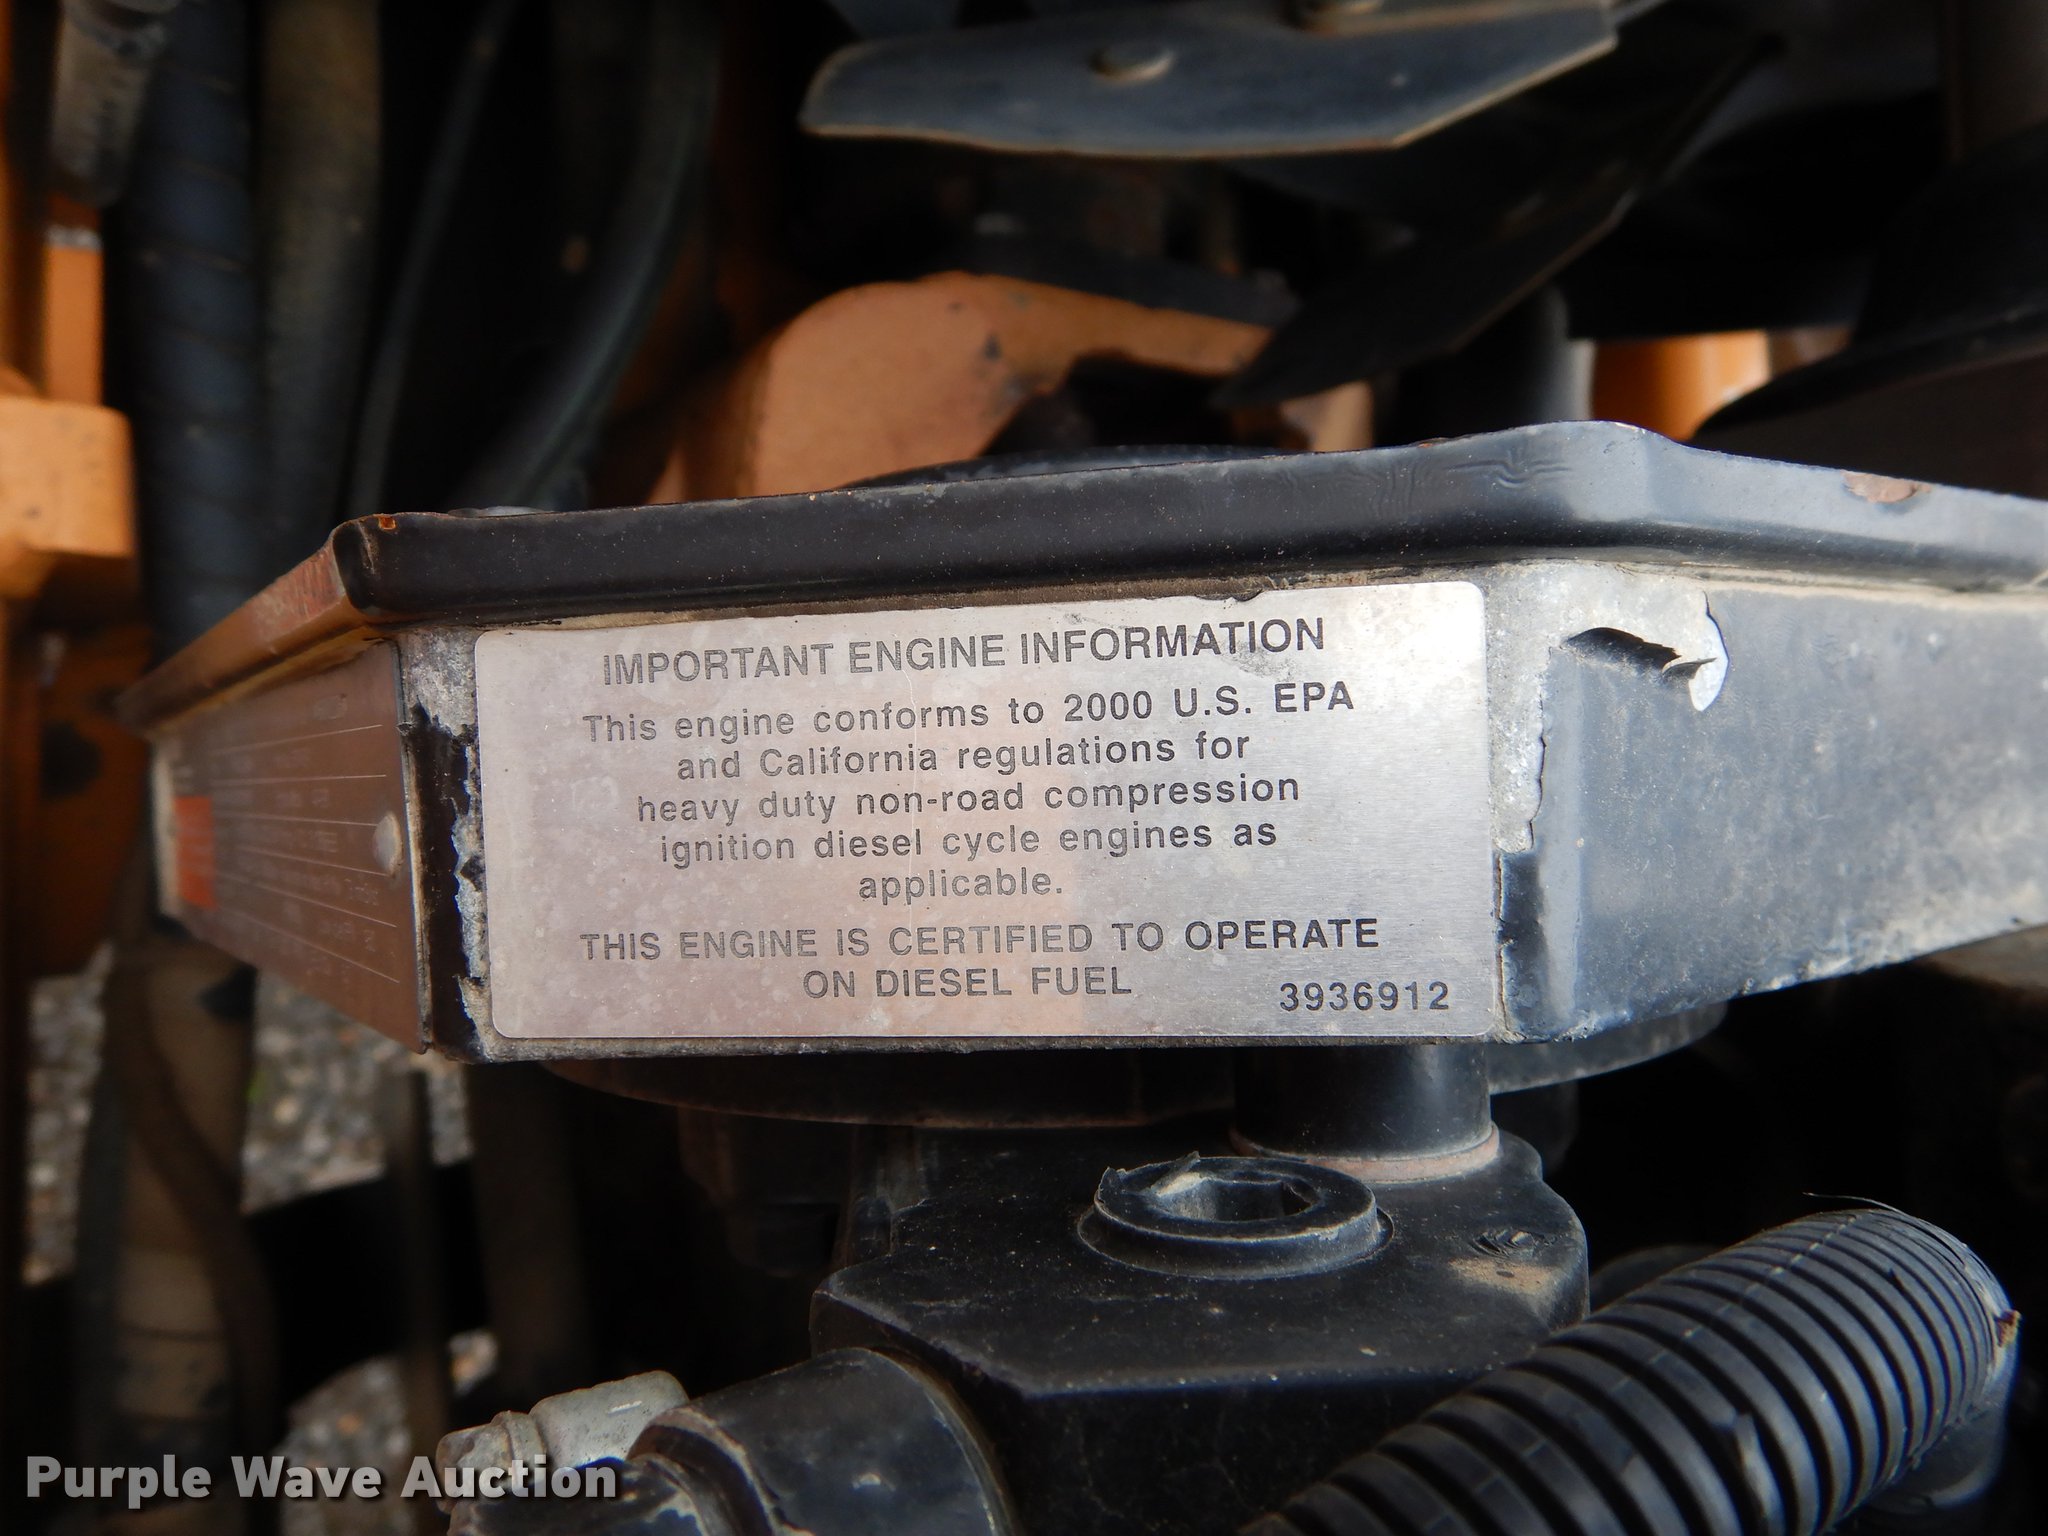 IMPORTANT ENGINE INFORMATION
This engine conforms to 2000 U.S. EPA
and California regulations for
heavy duty non-road compression
ignition diesel cycle engines as
applicable.
THIS ENGINE IS CERTIFIED TO OPERATE
ON DIESEL FUEL
3936912
Purple Wave Auction